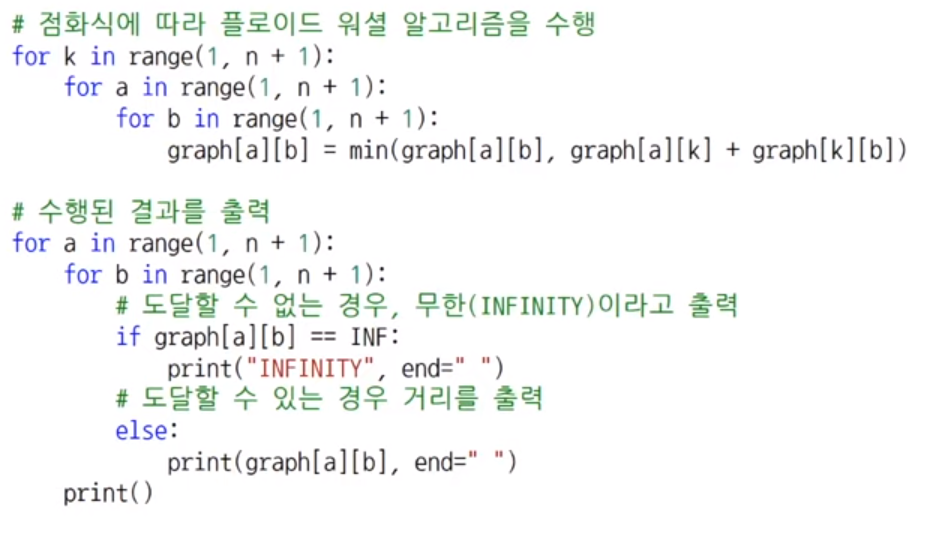 # 점화식에 따라 플로이드 워셜 알고리즘을 수행
for k in range(1, n + 1):
    for a in range(1, n + 1):
        for b in range(1, n + 1):
            graph[a][b] = min(graph[a][b], graph[a][k] + graph[k][b])

# 수행된 결과를 출력
for a in range(1, n + 1):
    for b in range(1, n + 1):
        # 도달할 수 없는 경우, 무한(INFINITY)이라고 출력
        if graph[a][b] == INF:
            print("INFINITY", end=" ")
        # 도달할 수 있는 경우 거리를 출력
        else:
            print(graph[a][b], end=" ")
    print()